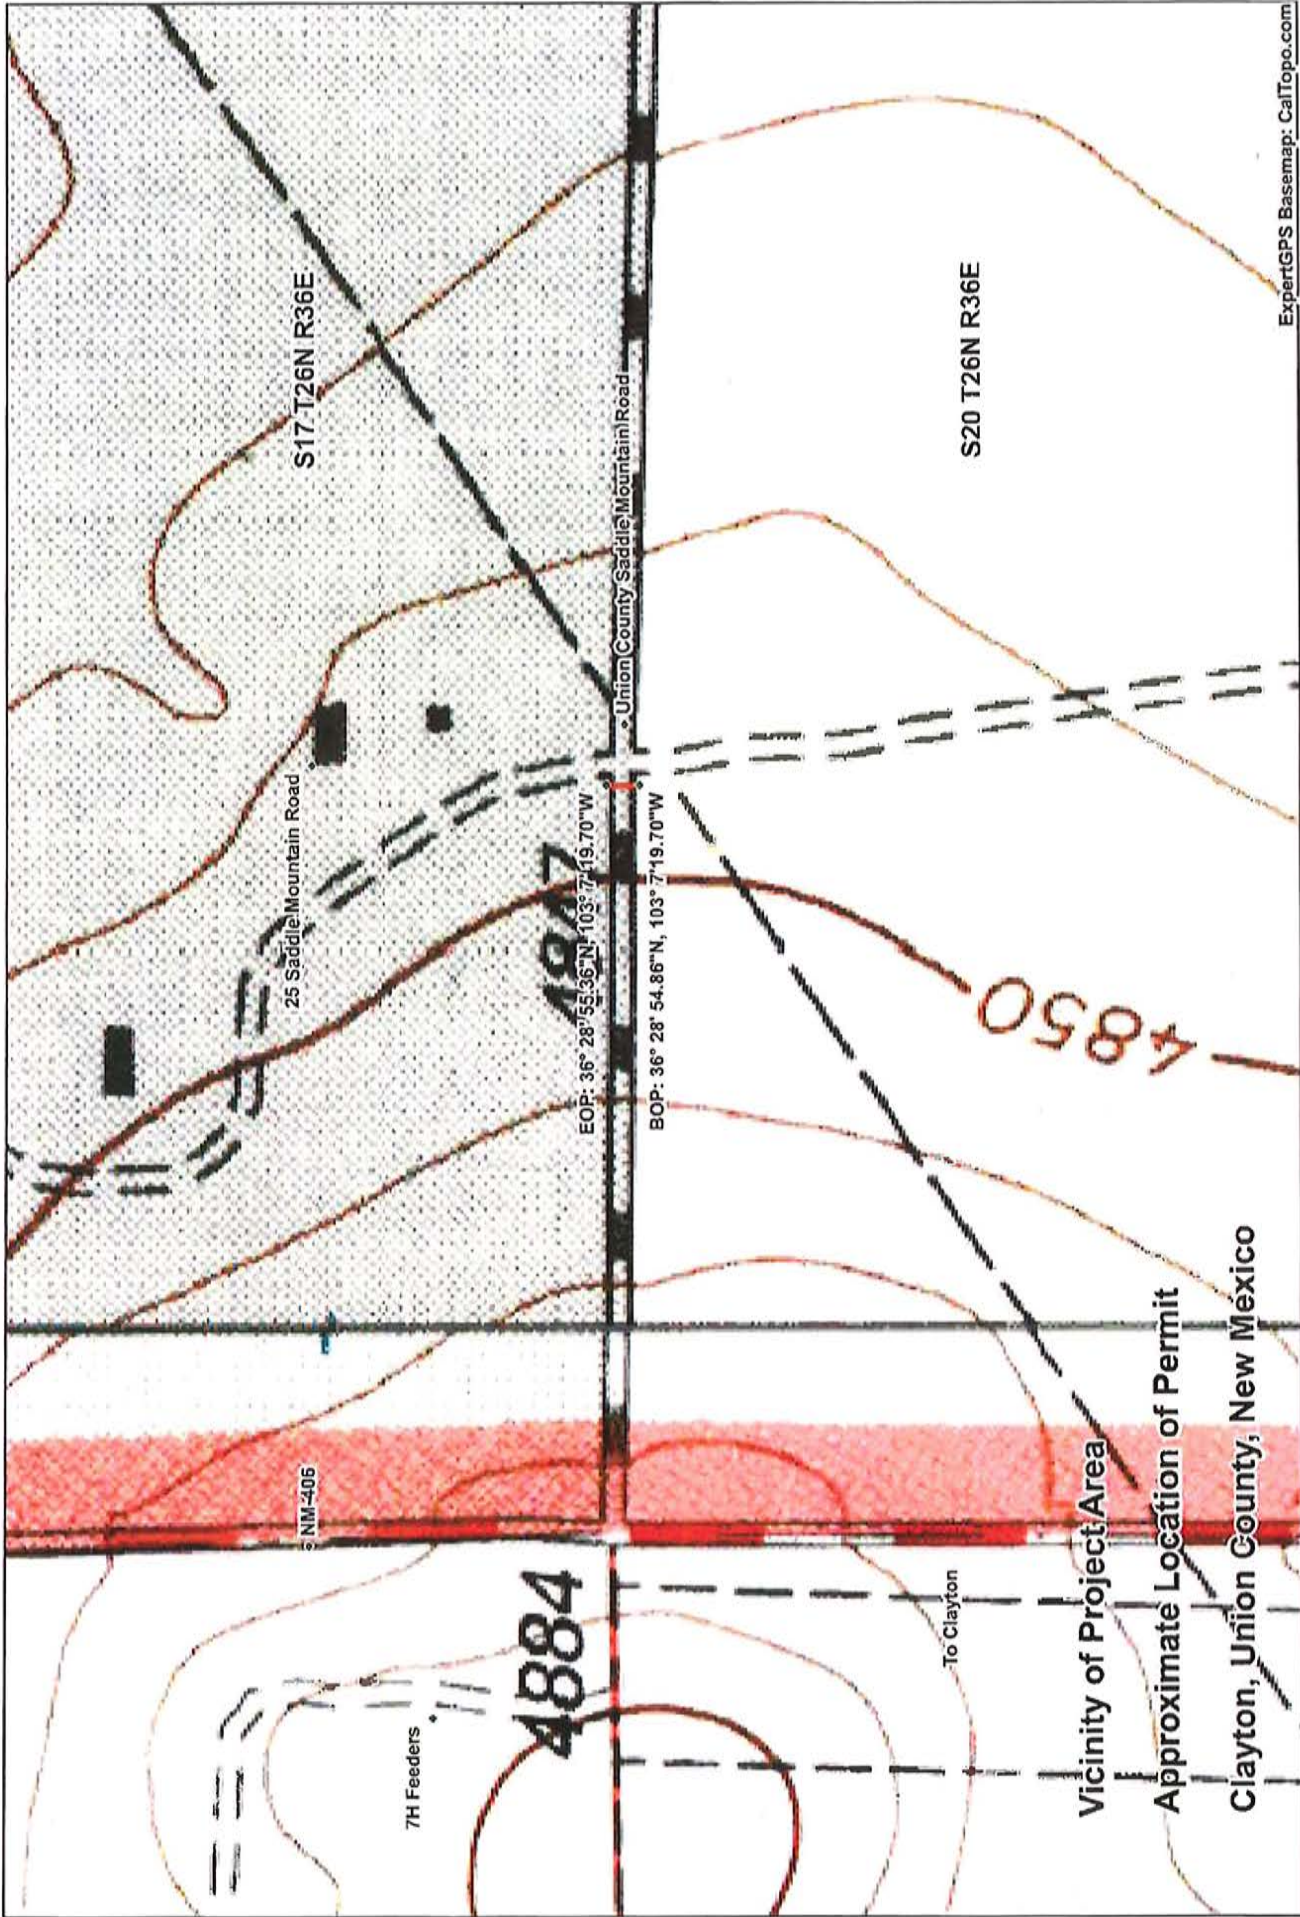 S17 T26N R36E
25 Saddle Mountain Road
NM-406
7H Feeders
4884
EOP: 36° 28' 55.36"N, 103° 7' 19.70"W
Union County Saddle Mountain Road
BOP: 36° 28' 54.86"N, 103° 7' 19.70"W
S20 T26N R36E
4850
To Clayton
Vicinity of Project Area
Approximate Location of Permit
Clayton, Union County, New Mexico
ExpertGPS Basemap: CalTopo.com